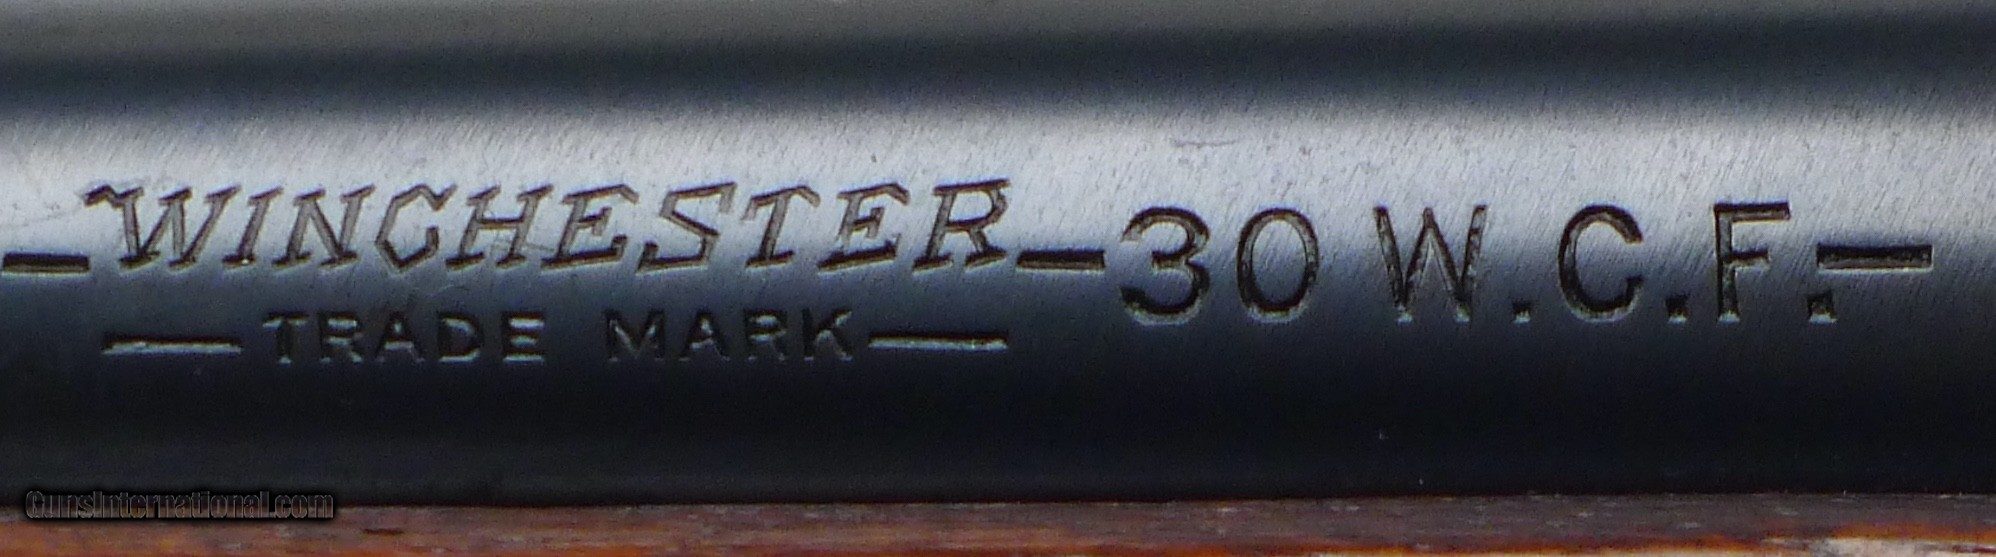 -WINCHESTER-30 W.C.F.-
-TRADE MARK-
GunsInternational.com